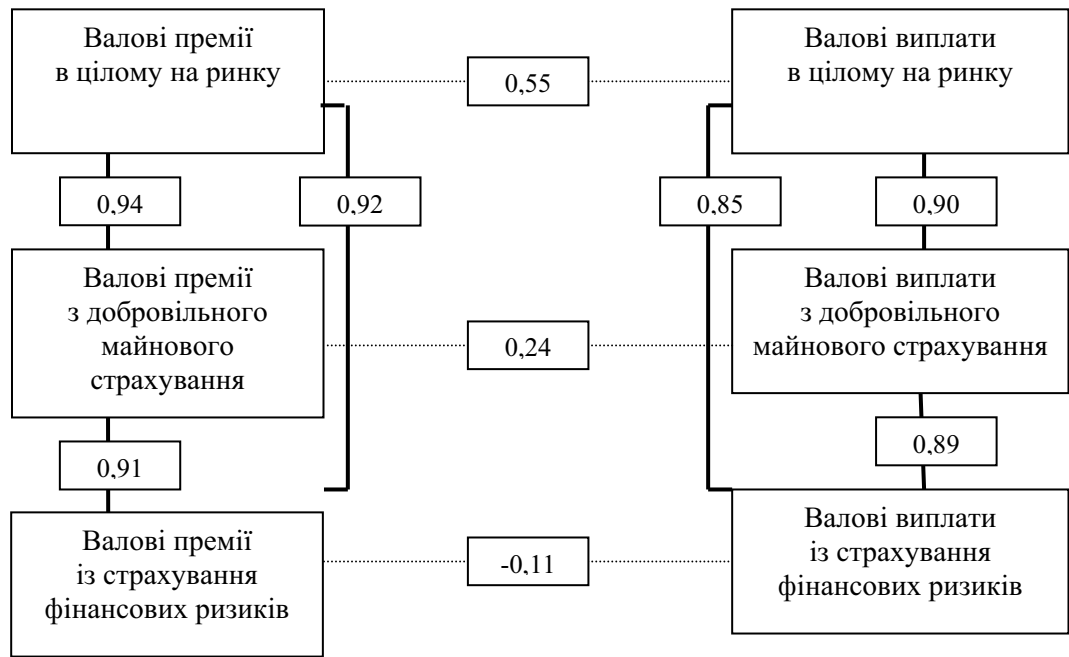 Валові премії
в цілому на ринку
0,55
Валові виплати
в цілому на ринку
0,94
0,92
0,85
0,90
Валові премії
з добровільного
майнового
страхування
0,24
Валові виплати
з добровільного
майнового страхування
0,91
0,89
Валові премії
із страхування
фінансових ризиків
-0,11
Валові виплати
із страхування
фінансових ризиків